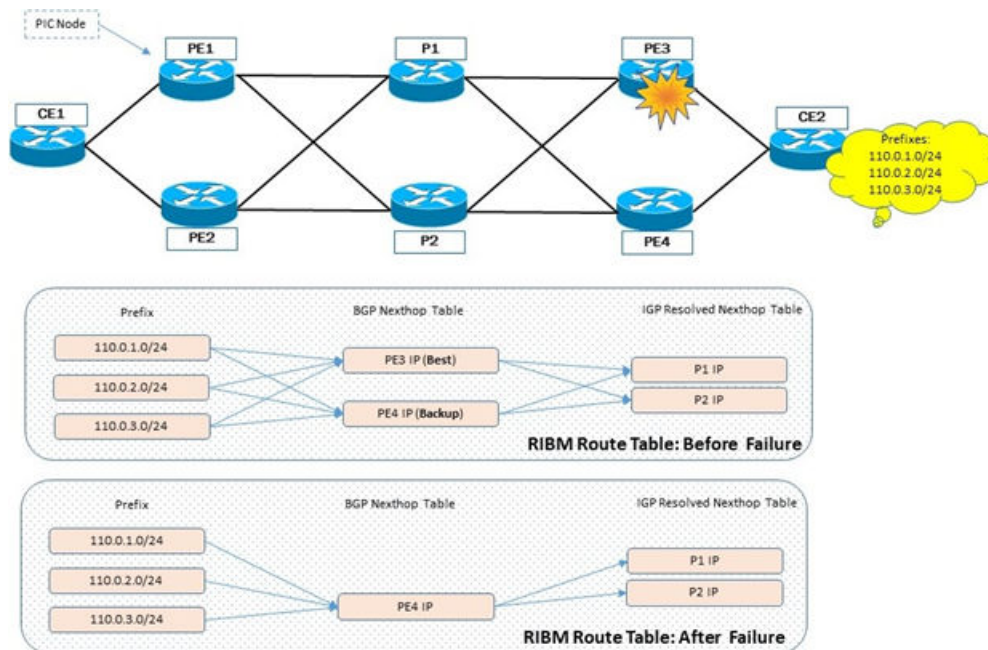 PIC Node
PE1
P1
PE3
CE1
CE2
Prefixes:
110.0.1.0/24
110.0.2.0/24
110.0.3.0/24
PE2
P2
PE4
Prefix
BGP Nexthop Table
IGP Resolved Nexthop Table
110.0.1.0/24
110.0.2.0/24
110.0.3.0/24
PE3 IP (Best)
PE4 IP (Backup)
P1 IP
P2 IP
RIBM Route Table: Before Failure
Prefix
BGP Nexthop Table
IGP Resolved Nexthop Table
110.0.1.0/24
110.0.2.0/24
110.0.3.0/24
PE4 IP
P1 IP
P2 IP
RIBM Route Table: After Failure